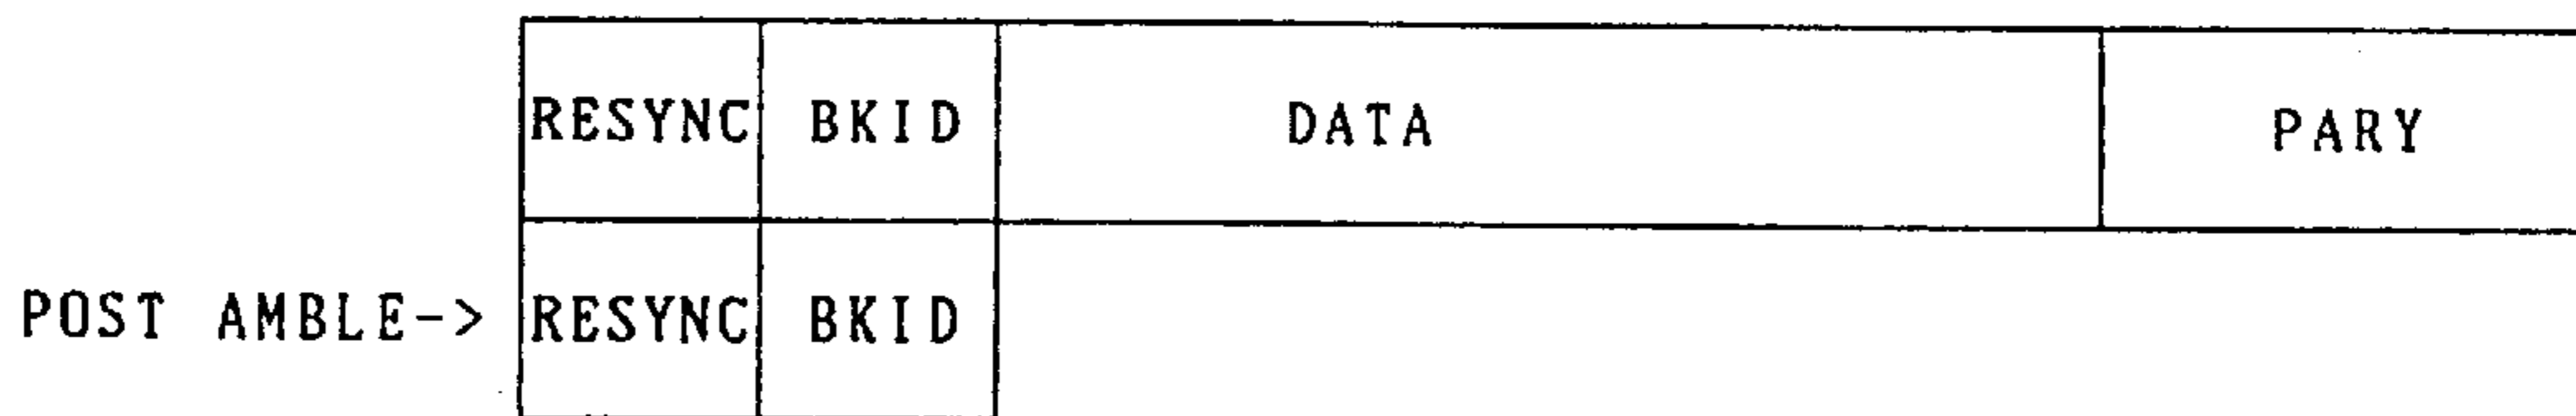 RESYNC BKID DATA PARY
POST AMBLE-> RESYNC BKID